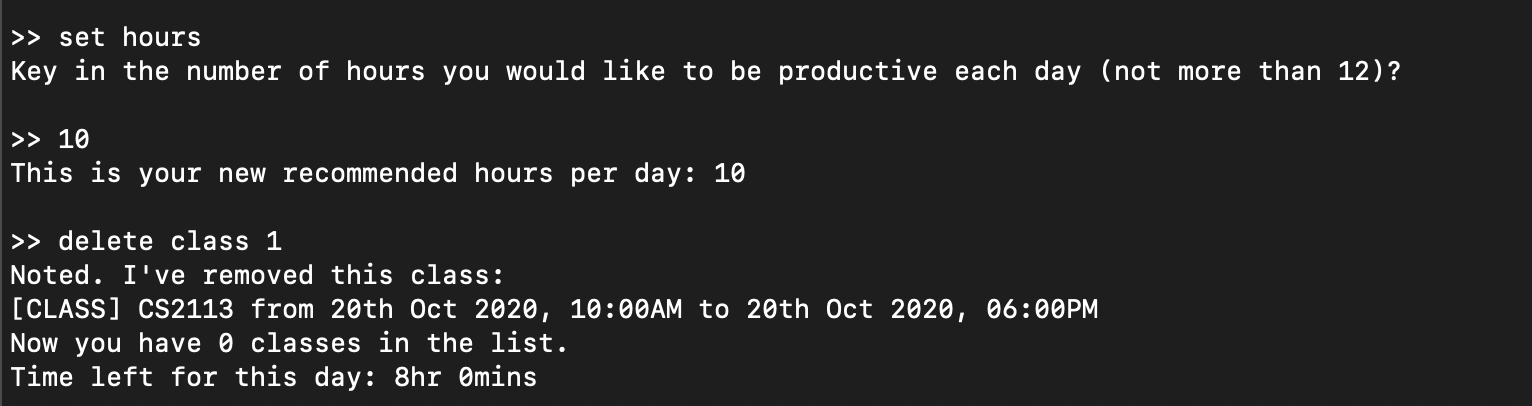 >> set hours
Key in the number of hours you would like to be productive each day (not more than 12)?
>> 10
This is your new recommended hours per day: 10
>> delete class 1
Noted. I've removed this class:
[CLASS] CS2113 from 20th Oct 2020, 10:00AM to 20th Oct 2020, 06:00PM
Now you have 0 classes in the list.
Time left for this day: 8hr 0mins